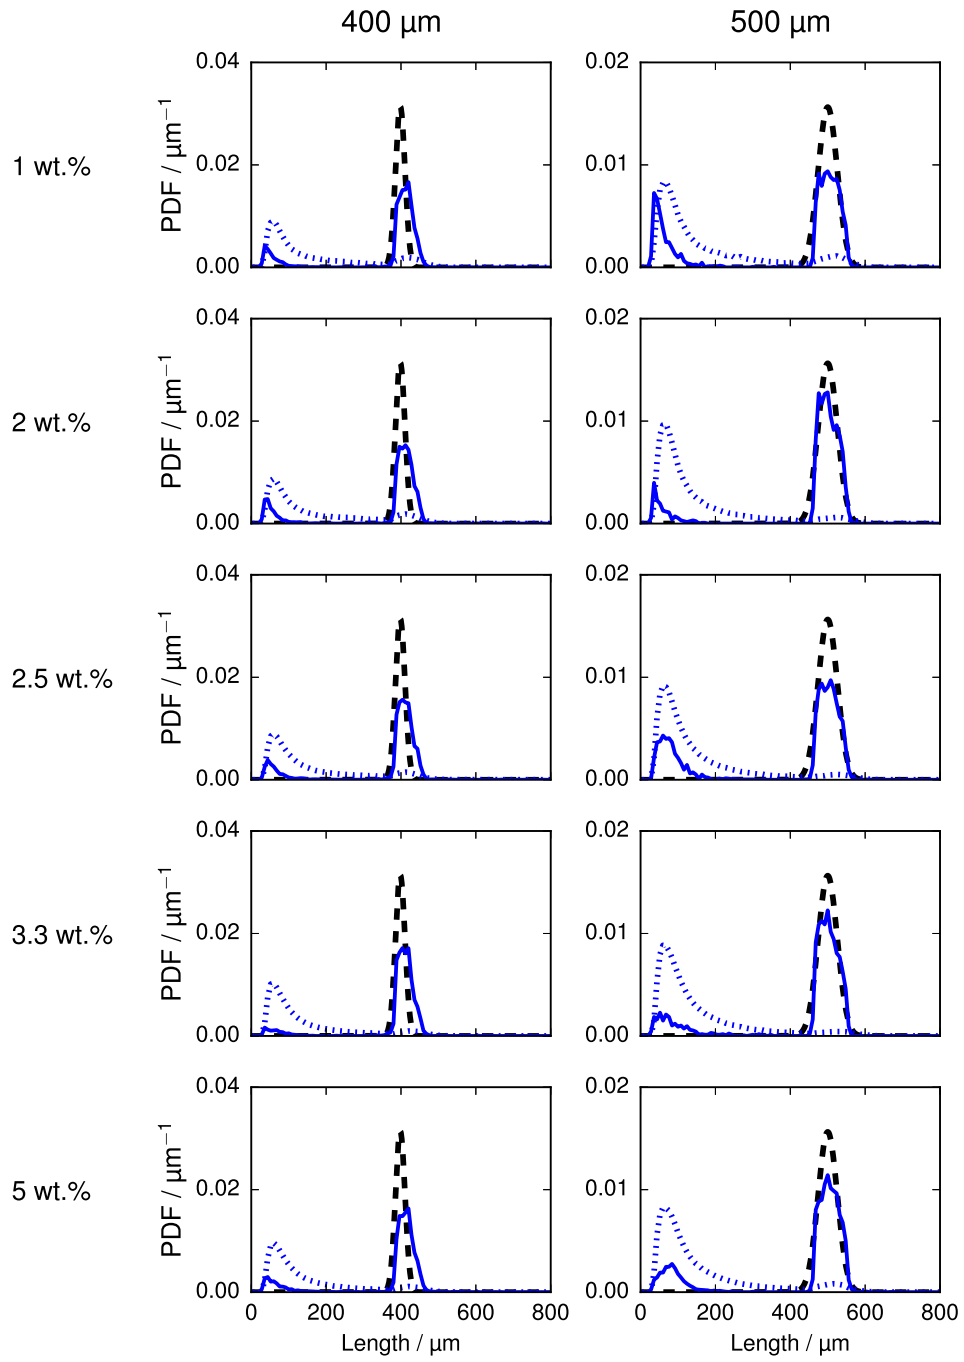 400 µm 500 µm
0.04 0.02
1 wt.% PDF / µm⁻¹ 0.02 0.01
0.00 0.00
0.04 0.02
2 wt.% PDF / µm⁻¹ 0.02 0.01
0.00 0.00
0.04 0.02
2.5 wt.% PDF / µm⁻¹ 0.02 0.01
0.00 0.00
0.04 0.02
3.3 wt.% PDF / µm⁻¹ 0.02 0.01
0.00 0.00
0.04 0.02
5 wt.% PDF / µm⁻¹ 0.02 0.01
0.00 0.00
0 200 400 600 800 0 200 400 600 800
Length / µm Length / µm